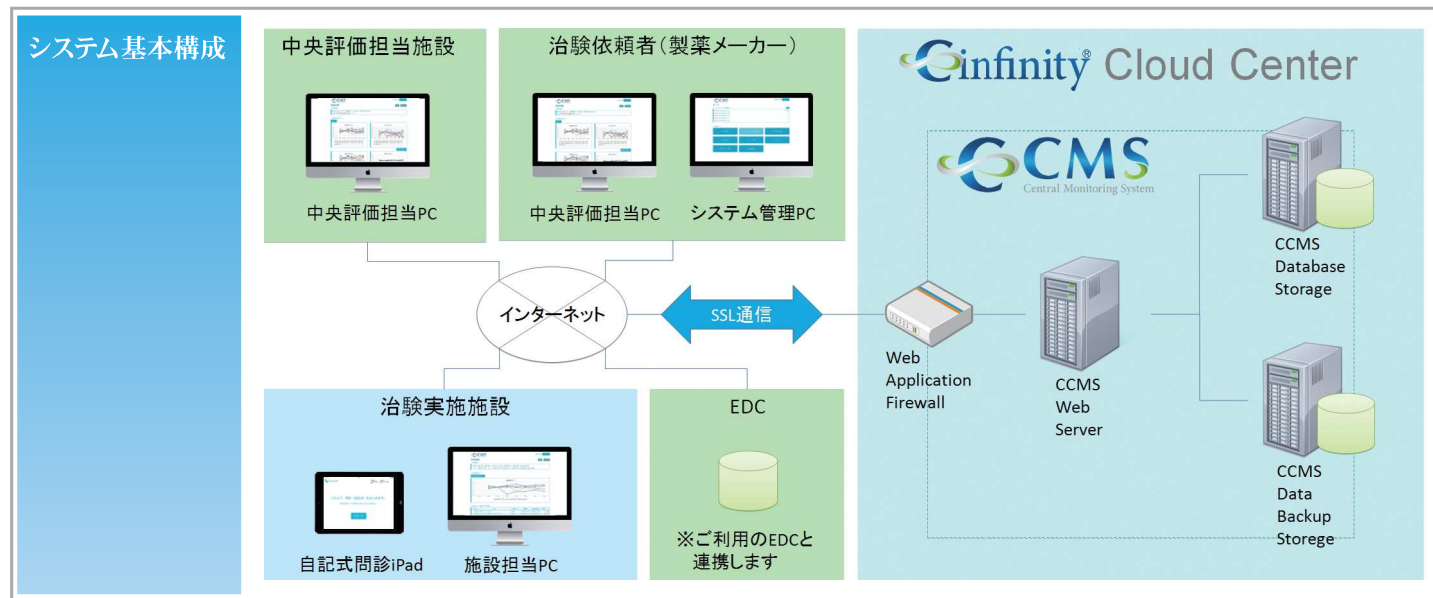 システム基本構成
中央評価担当施設
中央評価担当PC
治験依頼者(製薬メーカー)
中央評価担当PC
システム管理PC
Cinfinity® Cloud Center
CCMS
Central Monitoring System
インターネット
SSL通信
Web
Application
Firewall
CCMS
Web
Server
CCMS
Database
Storage
CCMS
Data
Backup
Storege
治験実施施設
自記式問診iPad
施設担当PC
EDC
※ご利用のEDCと
連携します